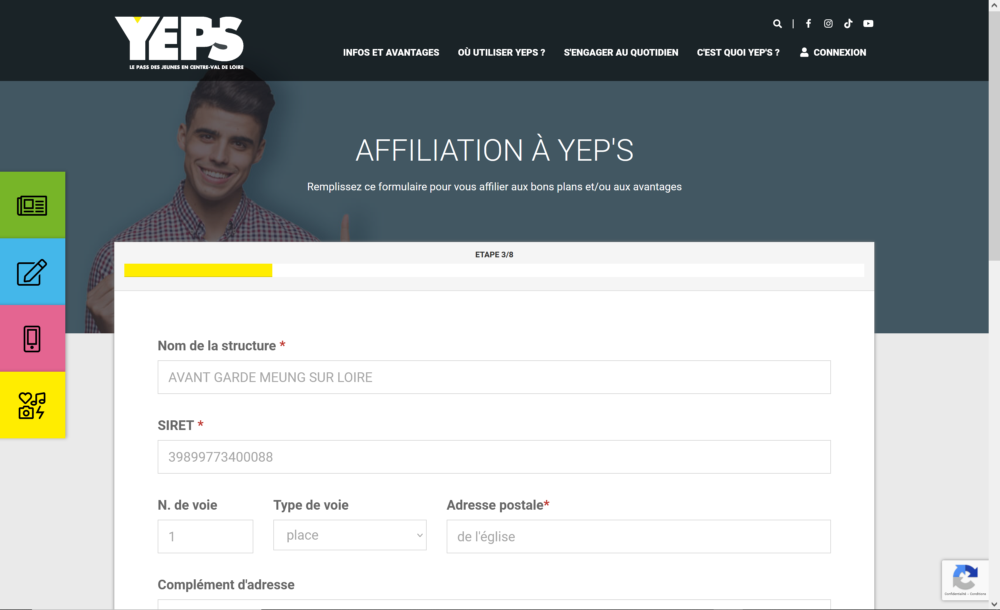 YEP'S
LE PASS DES JEUNES EN CENTRE-VAL DE LOIRE
INFOS ET AVANTAGES
OÙ UTILISER YEPS ?
S'ENGAGER AU QUOTIDIEN
C'EST QUOI YEP'S ?
CONNEXION
AFFILIATION À YEP'S
Remplissez ce formulaire pour vous affilier aux bons plans et/ou aux avantages
ETAPE 3/8
Nom de la structure *
AVANT GARDE MEUNG SUR LOIRE
SIRET *
39899773400088
N. de voie
Type de voie
Adresse postale*
1
place
de l'église
Complément d'adresse
Confidentialité - Conditions